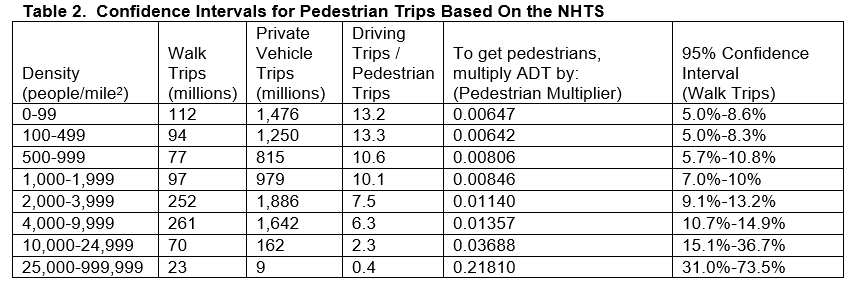 Table 2. Confidence Intervals for Pedestrian Trips Based On the NHTS
Density (people/mile²) Walk Trips (millions) Private Vehicle Trips (millions) Driving Trips / Pedestrian Trips To get pedestrians, multiply ADT by: (Pedestrian Multiplier) 95% Confidence Interval (Walk Trips)
0-99 112 1,476 13.2 0.00647 5.0%-8.6%
100-499 94 1,250 13.3 0.00642 5.0%-8.3%
500-999 77 815 10.6 0.00806 5.7%-10.8%
1,000-1,999 97 979 10.1 0.00846 7.0%-10%
2,000-3,999 252 1,886 7.5 0.01140 9.1%-13.2%
4,000-9,999 261 1,642 6.3 0.01357 10.7%-14.9%
10,000-24,999 70 162 2.3 0.03688 15.1%-36.7%
25,000-999,999 23 9 0.4 0.21810 31.0%-73.5%